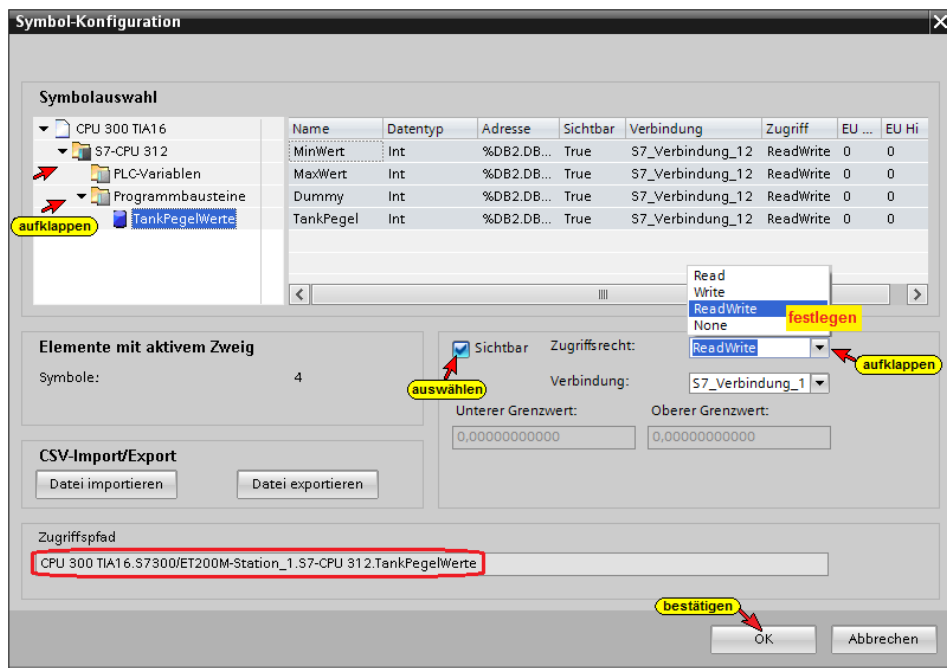 Symbol-Konfiguration
Symbolauswahl
CPU 300 TIA16
S7-CPU 312
PLC-Variablen
Programmbausteine
TankPegelWerte
aufklappen
Name Datentyp Adresse Sichtbar Verbindung Zugriff EU ... EU Hi
MinWert Int %DB2.DB... True S7_Verbindung_12 ReadWrite 0 0
MaxWert Int %DB2.DB... True S7_Verbindung_12 ReadWrite 0 0
Dummy Int %DB2.DB... True S7_Verbindung_12 ReadWrite 0 0
TankPegel Int %DB2.DB... True S7_Verbindung_12 ReadWrite 0 0
Read
Write
ReadWrite
None
festlegen
Elemente mit aktivem Zweig
Symbole: 4
Sichtbar Zugriffsrecht: ReadWrite
aufklappen
auswählen
Verbindung: S7_Verbindung_1
Unterer Grenzwert: Oberer Grenzwert:
0,00000000000 0,00000000000
CSV-Import/Export
Datei importieren Datei exportieren
Zugriffspfad
CPU 300 TIA16.S7300/ET200M-Station_1.S7-CPU 312.TankPegelWerte
bestätigen
OK Abbrechen